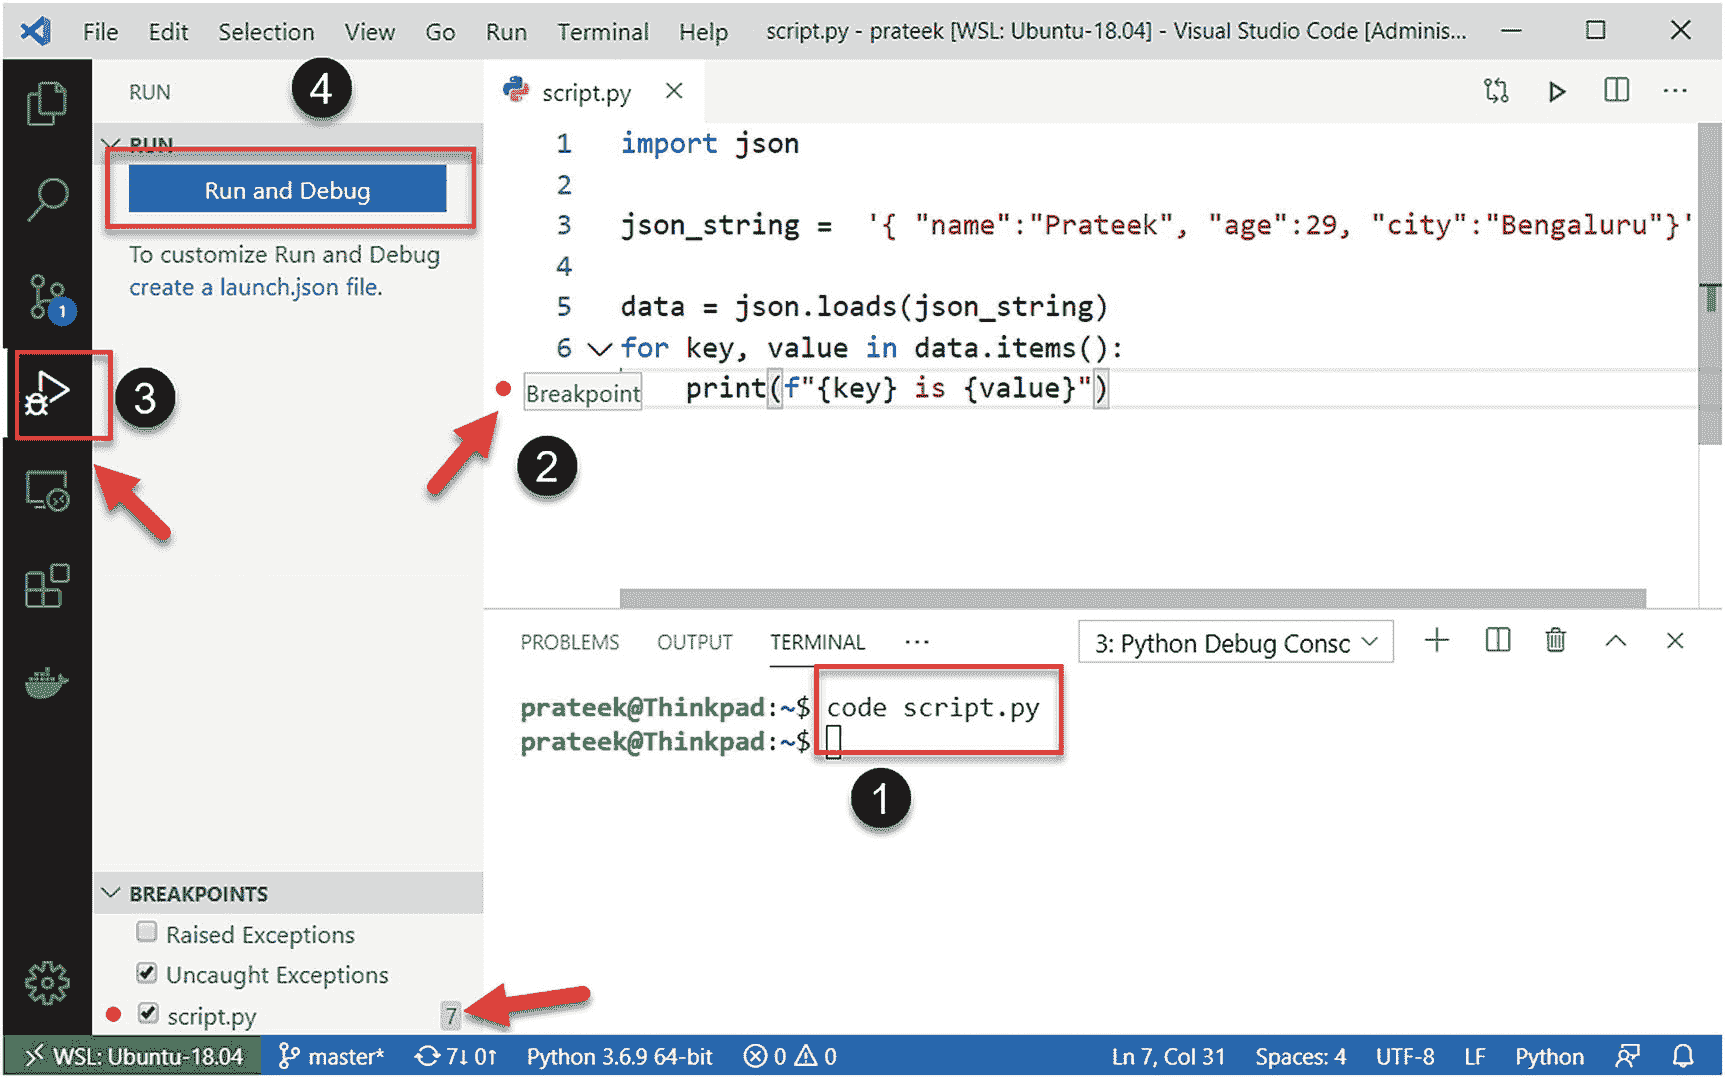 File Edit Selection View Go Run Terminal Help script.py - prateek [WSL: Ubuntu-18.04] - Visual Studio Code [Adminis...
RUN
4
script.py
RUN
Run and Debug
To customize Run and Debug
create a launch.json file.
1
3
1 import json
2
3 json_string = '{ "name":"Prateek", "age":29, "city":"Bengaluru"}'
4
5 data = json.loads(json_string)
6 for key, value in data.items():
Breakpoint print(f"{key} is {value}")
2
PROBLEMS OUTPUT TERMINAL ... 3: Python Debug Consc
prateek@Thinkpad:~$ code script.py
prateek@Thinkpad:~$
1
BREAKPOINTS
Raised Exceptions
Uncaught Exceptions
script.py 7
WSL: Ubuntu-18.04 master* 7↓ 0↑ Python 3.6.9 64-bit 0 0 Ln 7, Col 31 Spaces: 4 UTF-8 LF Python